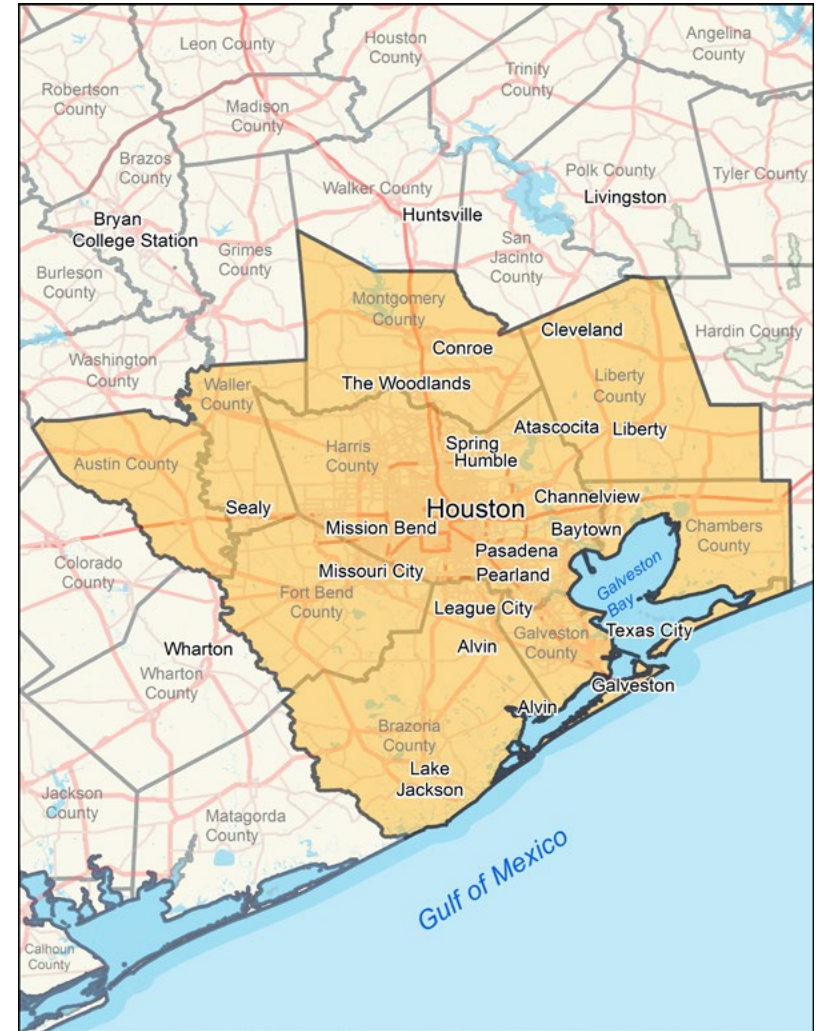 Leon County
Houston
County
Angelina
County
Robertson
County
Trinity
County
Madison
County
Brazos
County
Polk County
Tyler County
Walker County
Livingston
Bryan
College Station
Huntsville
Grimes
County
San
Jacinto
County
Burleson
County
Montgomery
County
Cleveland
Hardin County
Washington
County
Conroe
Waller
County
The Woodlands
Liberty
County
Atascocita
Liberty
Harris
County
Spring
Humble
Austin County
Sealy
Houston
Channelview
Mission Bend
Baytown
Chambers
County
Pasadena
Colorado
County
Missouri City
Pearland
Galveston
Bay
Fort Bend
County
League City
Texas City
Galveston
County
Wharton
Alvin
Wharton
County
Galveston
Alvin
Brazoria
County
Lake
Jackson
Jackson
County
Matagorda
County
Gulf of Mexico
Calhoun
County